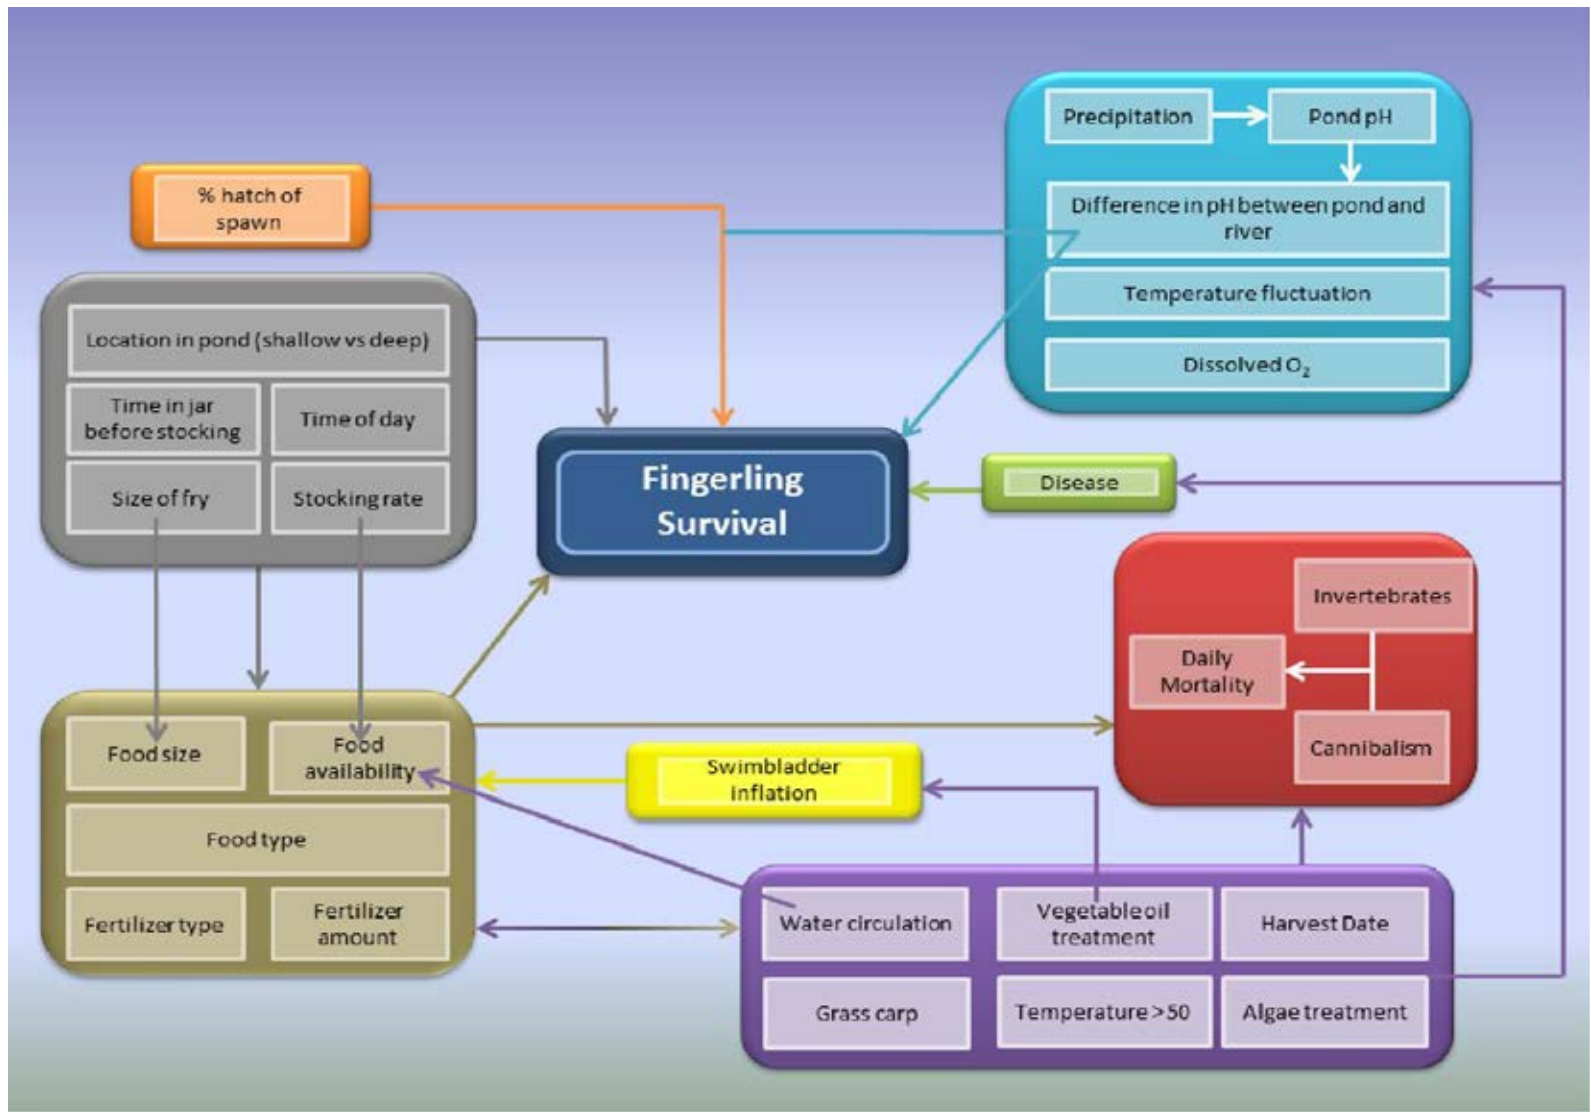 Precipitation
Pond pH
% hatch of
spawn
Difference in pH between pond and
river
Temperature fluctuation
Dissolved O₂
Location in pond (shallow vs deep)
Time in jar
before stocking
Time of day
Size of fry
Stocking rate
Fingerling
Survival
Disease
Invertebrates
Daily
Mortality
Cannibalism
Food size
Food
availability
Food type
Fertilizer type
Fertilizer
amount
Swimbladder
inflation
Water circulation
Vegetable oil
treatment
Harvest Date
Grass carp
Temperature > 50
Algae treatment